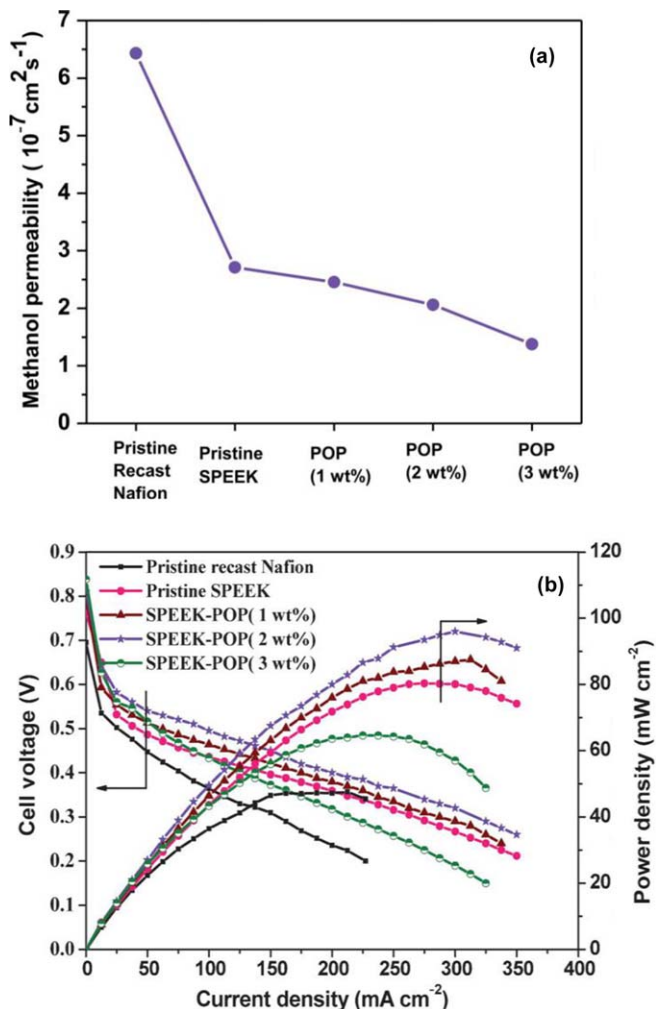 (a)
Methanol permeability ( 10⁻⁷ cm² s⁻¹)
7
6
5
4
3
2
1
0
Pristine
Recast
Nafion
Pristine
SPEEK
POP
(1 wt%)
POP
(2 wt%)
POP
(3 wt%)
(b)
Pristine recast Nafion
Pristine SPEEK
SPEEK-POP( 1 wt%)
SPEEK-POP( 2 wt%)
SPEEK-POP( 3 wt%)
Cell voltage (V)
0.9
0.8
0.7
0.6
0.5
0.4
0.3
0.2
0.1
0.0
Power density (mW cm⁻²)
120
100
80
60
40
20
0
0 50 100 150 200 250 300 350 400
Current density (mA cm⁻²)